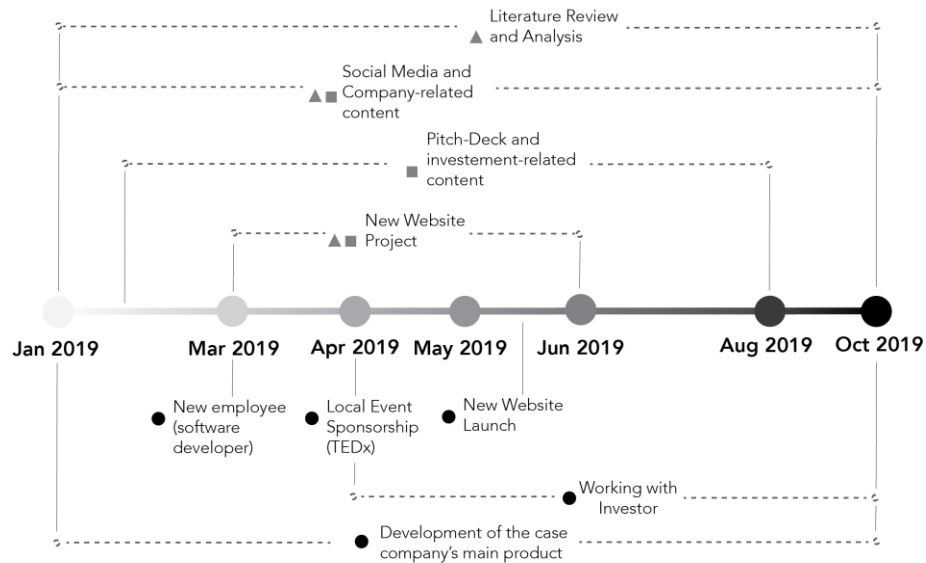 Literature Review
and Analysis
Social Media and
Company-related
content
Pitch-Deck and
investement-related
content
New Website
Project
Jan 2019
Mar 2019
Apr 2019
May 2019
Jun 2019
Aug 2019
Oct 2019
New employee
(software
developer)
Local Event
Sponsorship
(TEDx)
New Website
Launch
Working with
Investor
Development of the case
company's main product